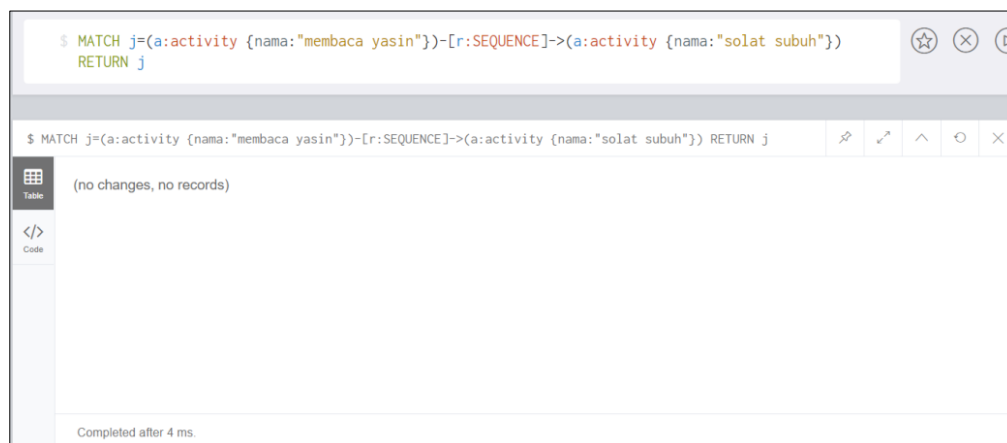 $ MATCH j=(a:activity {nama:"membaca yasin"})-[r:SEQUENCE]->(a:activity {nama:"solat subuh"})
RETURN j
$ MATCH j=(a:activity {nama:"membaca yasin"})-[r:SEQUENCE]->(a:activity {nama:"solat subuh"}) RETURN j
Table
(no changes, no records)
</>
Code
Completed after 4 ms.